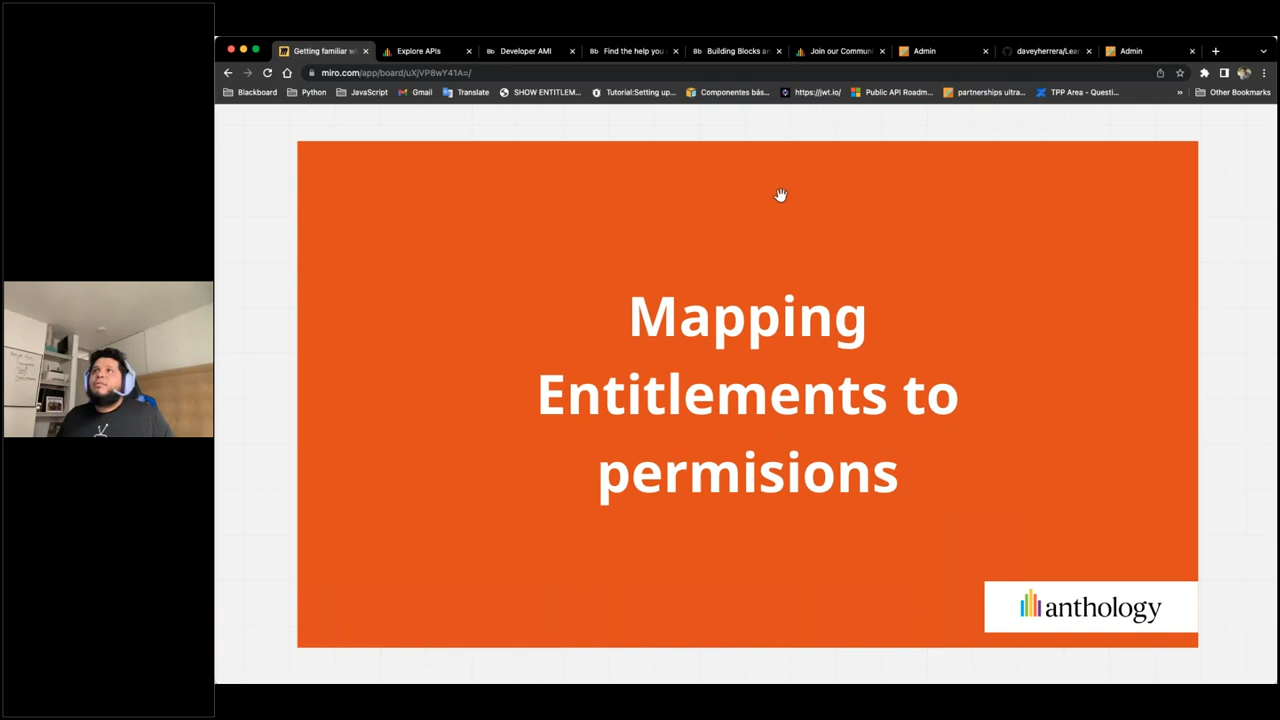 Getting familiar w
Explore APIs
Developer AMI
Find the help you
Building Blocks a
Join our Commun
Admin
daveyherrera/Lea
Admin
miro.com/app/board/uXjVP8wY41A=/
Blackboard
Python
JavaScript
Gmail
Translate
SHOW ENTITLEM...
Tutorial:Setting up...
Componentes bás...
https://jwt.io/
Public API Roadm...
partnerships ultra...
TPP Area - Questi...
»
Other Bookmarks
Mapping
Entitlements to
permisions
anthology